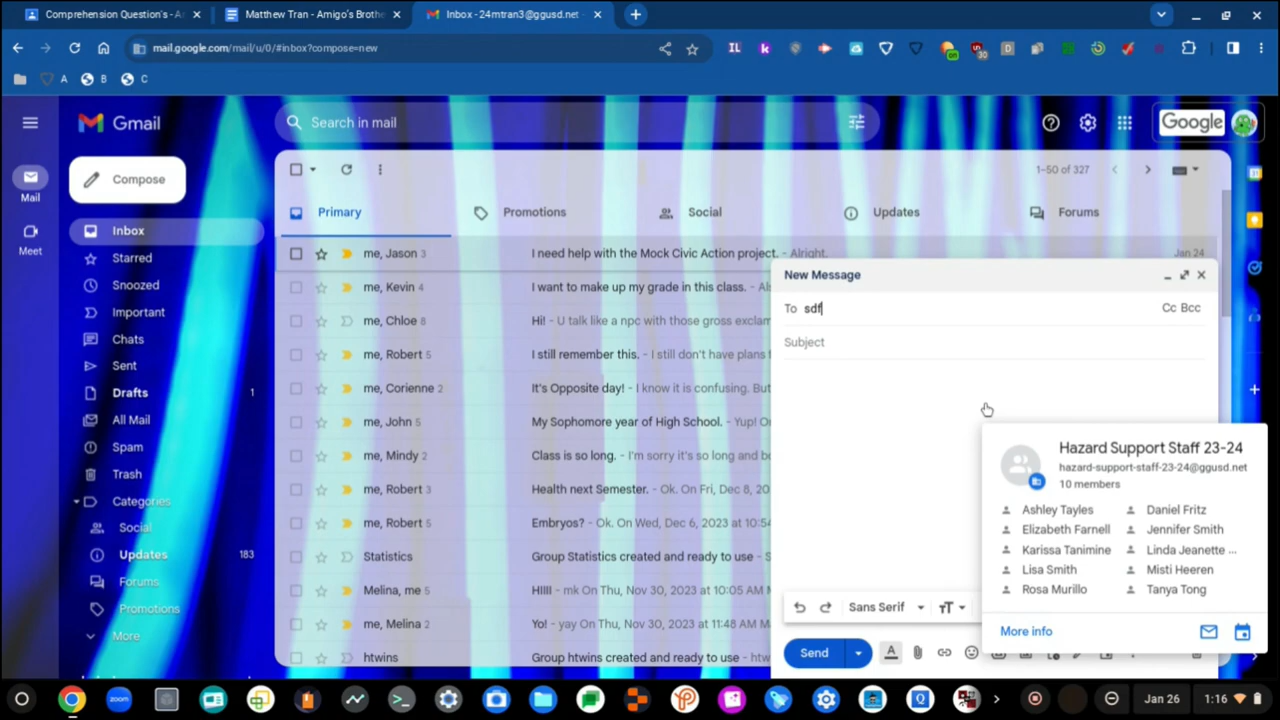 Comprehension Question's - A
Matthew Tran - Amigo's Brothe
Inbox - 24mtran3@ggusd.net -
mail.google.com/mail/u/0/#inbox?compose=new
A B C
Gmail
Search in mail
Google
Mail
Meet
Compose
Inbox
Starred
Snoozed
Important
Chats
Sent
Drafts 1
All Mail
Spam
Trash
Categories
Social
Updates 183
Forums
Promotions
More
1-50 of 327
Primary Promotions Social Updates Forums
me, Jason 3 I need help with the Mock Civic Action project. - Alright. Jan 24
me, Kevin 4 I want to make up my grade in this class. - Al
me, Chloe 8 Hi! - U talk like a npc with those gross exclam
me, Robert 5 I still remember this. - I still don't have plans f
me, Corienne 2 It's Opposite day! - I know it is confusing. But
me, John 5 My Sophomore year of High School. - Yup! O
me, Mindy 2 Class is so long. - I'm sorry it's so long and b
me, Robert 3 Health next Semester. - Ok. On Fri, Dec 8, 20
me, Robert 5 Embryos? - Ok. On Wed, Dec 6, 2023 at 10:54
Statistics Group Statistics created and ready to use - S
Melina, me 5 HIIII - mk On Thu, Nov 30, 2023 at 10:05 AM
me, Melina 2 Yo! - yay On Thu, Nov 30, 2023 at 11:48 AM
htwins Group htwins created and ready to use -
New Message
To sdf Cc Bcc
Subject
Hazard Support Staff 23-24
hazard-support-staff-23-24@ggusd.net
10 members
Ashley Tayles Daniel Fritz
Elizabeth Farnell Jennifer Smith
Karissa Tanimine Linda Jeanette ...
Lisa Smith Misti Heeren
Rosa Murillo Tanya Tong
More info
Sans Serif
Send
zoom
Jan 26 1:16